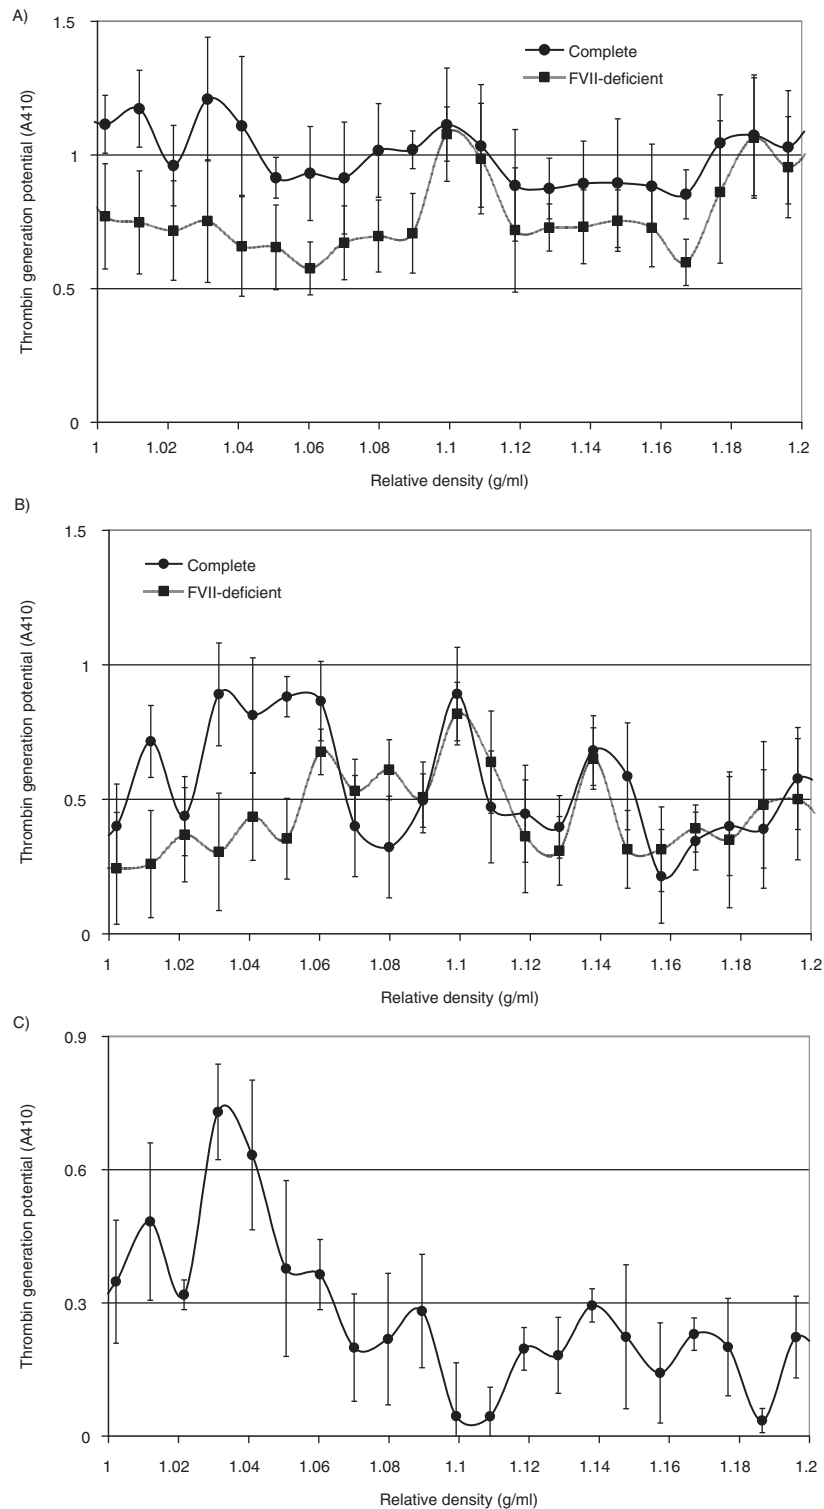 A)
1.5
Complete
FVII-deficient
1
0.5
0
Thrombin generation potential (A410)
1 1.02 1.04 1.06 1.08 1.1 1.12 1.14 1.16 1.18 1.2
Relative density (g/ml)
B)
1.5
Complete
FVII-deficient
1
0.5
0
Thrombin generation potential (A410)
1 1.02 1.04 1.06 1.08 1.1 1.12 1.14 1.16 1.18 1.2
Relative density (g/ml)
C)
0.9
0.6
0.3
0
Thrombin generation potential (A410)
1 1.02 1.04 1.06 1.08 1.1 1.12 1.14 1.16 1.18 1.2
Relative density (g/ml)